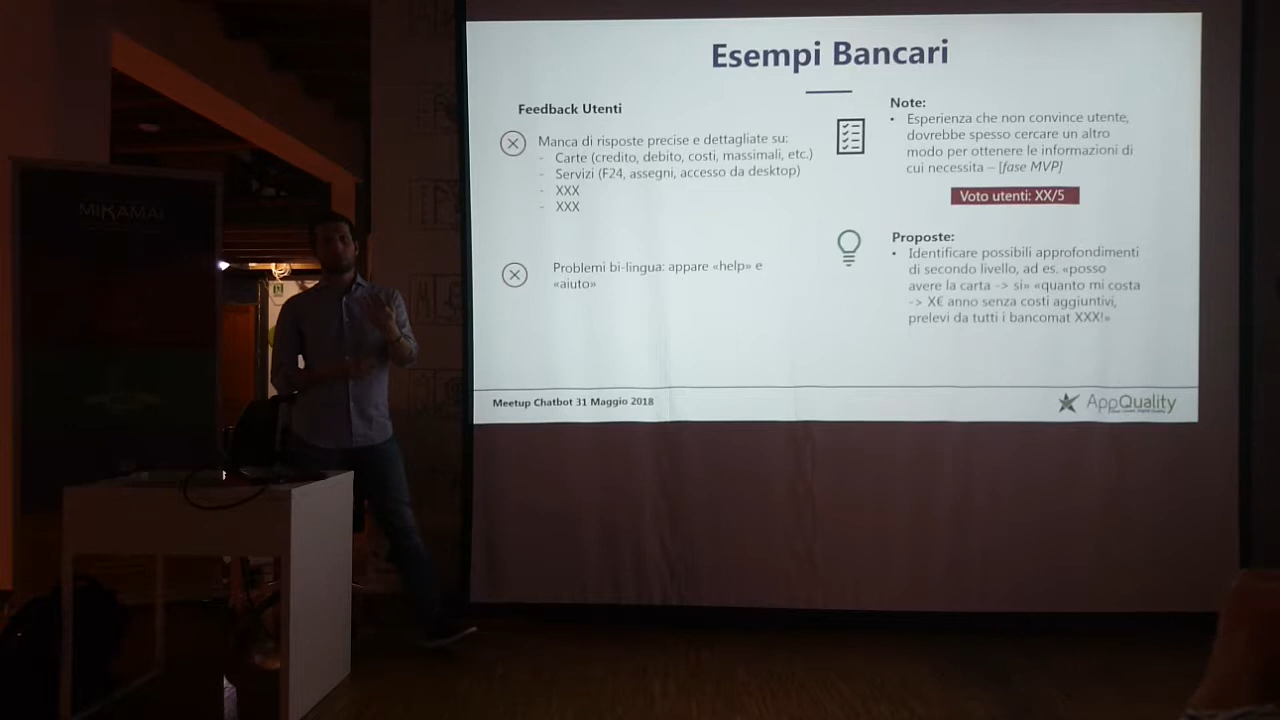 Esempi Bancari
Feedback Utenti
Manca di risposte precise e dettagliate su:
- Carte (credito, debito, costi, massimali, etc.)
- Servizi (F24, assegni, accesso da desktop)
- XXX
- XXX
Problemi bi-lingua: appare «help» e
«aiuto»
Note:
• Esperienza che non convince utente,
dovrebbe spesso cercare un altro
modo per ottenere le informazioni di
cui necessita – [fase MVP]
Voto utenti: XX/5
Proposte:
• Identificare possibili approfondimenti
di secondo livello, ad es. «posso
avere la carta -> si» «quanto mi costa
-> X€ anno senza costi aggiuntivi,
prelevi da tutti i bancomat XXX!»
Meetup Chatbot 31 Maggio 2018
AppQuality
MIKAMAI